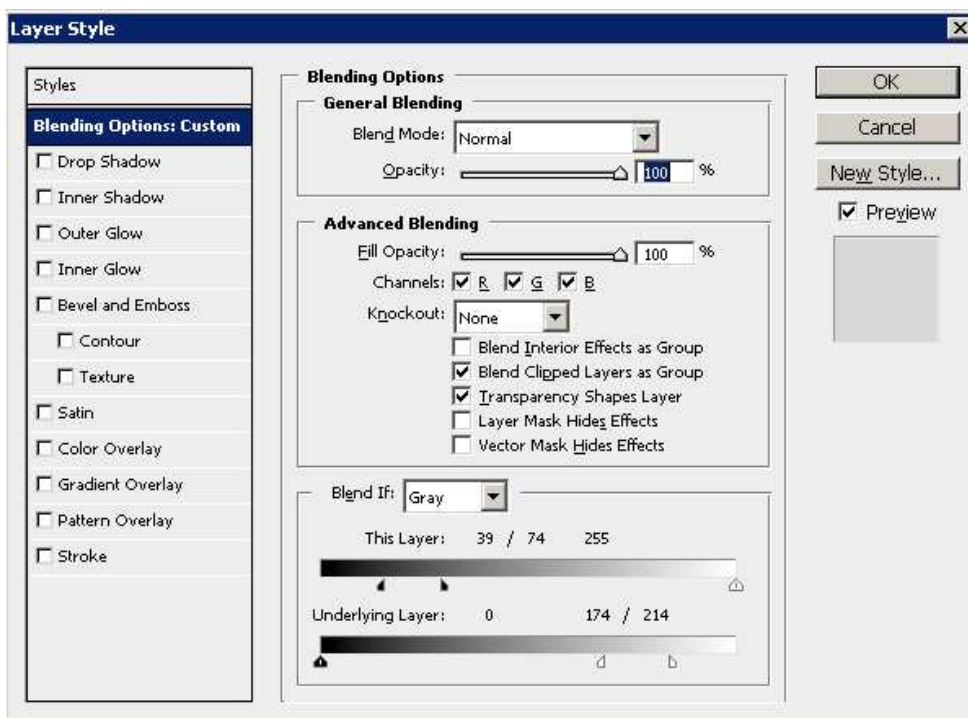 Layer Style
Styles
Blending Options: Custom
Drop Shadow
Inner Shadow
Outer Glow
Inner Glow
Bevel and Emboss
Contour
Texture
Satin
Color Overlay
Gradient Overlay
Pattern Overlay
Stroke
Blending Options
General Blending
Blend Mode: Normal
Opacity: 100 %
Advanced Blending
Fill Opacity: 100 %
Channels: R G B
Knockout: None
Blend Interior Effects as Group
Blend Clipped Layers as Group
Transparency Shapes Layer
Layer Mask Hides Effects
Vector Mask Hides Effects
Blend If: Gray
This Layer: 39 / 74 255
Underlying Layer: 0 174 / 214
OK
Cancel
New Style...
Preview